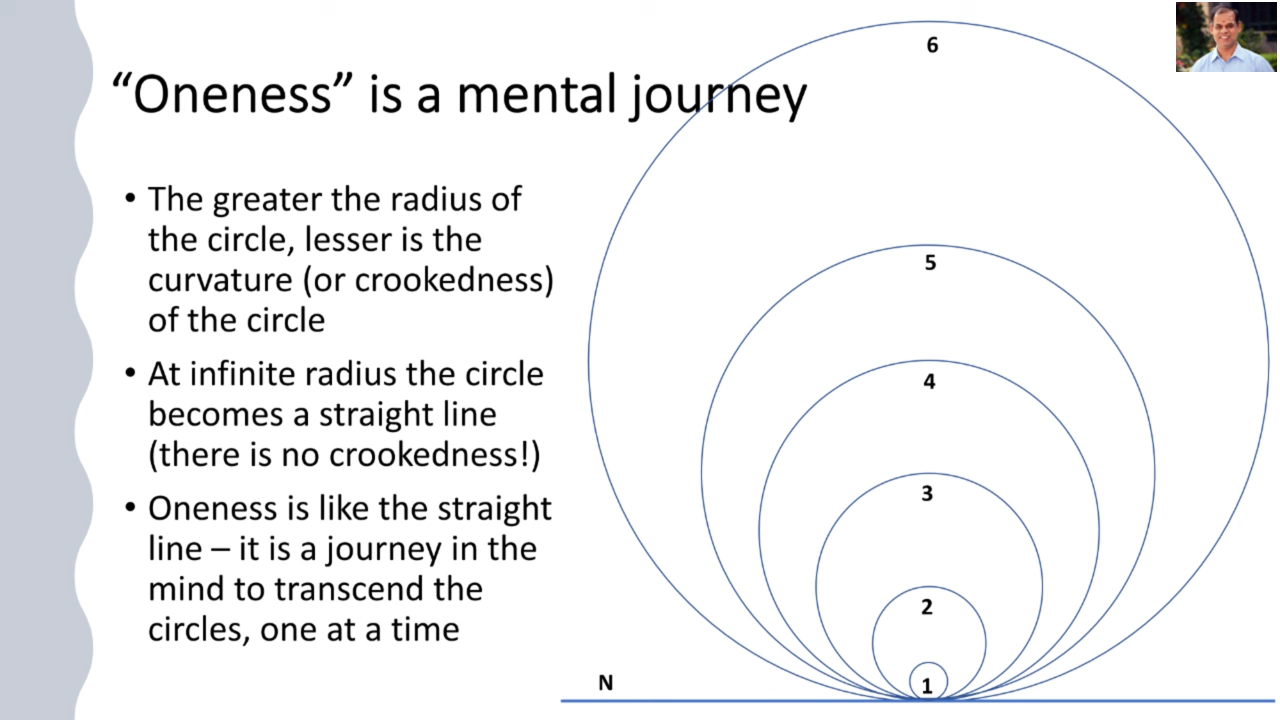 “Oneness” is a mental journey
• The greater the radius of
the circle, lesser is the
curvature (or crookedness)
of the circle
• At infinite radius the circle
becomes a straight line
(there is no crookedness!)
• Oneness is like the straight
line – it is a journey in the
mind to transcend the
circles, one at a time
6
5
4
3
2
1
N